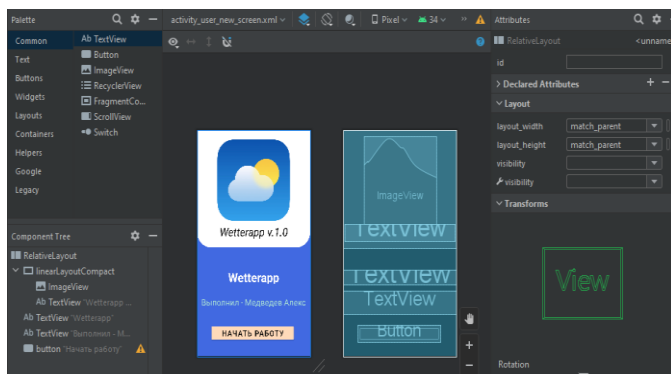 Palette
Common
Text
Buttons
Widgets
Layouts
Containers
Helpers
Google
Legacy
Ab TextView
Button
ImageView
RecyclerView
FragmentCo...
ScrollView
Switch
Component Tree
RelativeLayout
linearLayoutCompact
ImageView
Ab TextView "Wetterapp ...
Ab TextView "Wetterapp"
Ab TextView "Выполнил - М...
button "Начать работу"
activity_user_new_screen.xml
Pixel
34
Wetterapp v.1.0
Wetterapp
Выполнил - Медведев Алекс
НАЧАТЬ РАБОТУ
ImageView
TextView
TextView
TextView
Button
Attributes
RelativeLayout
<unname
id
Declared Attributes
Layout
layout_width
match_parent
layout_height
match_parent
visibility
visibility
Transforms
View
Rotation